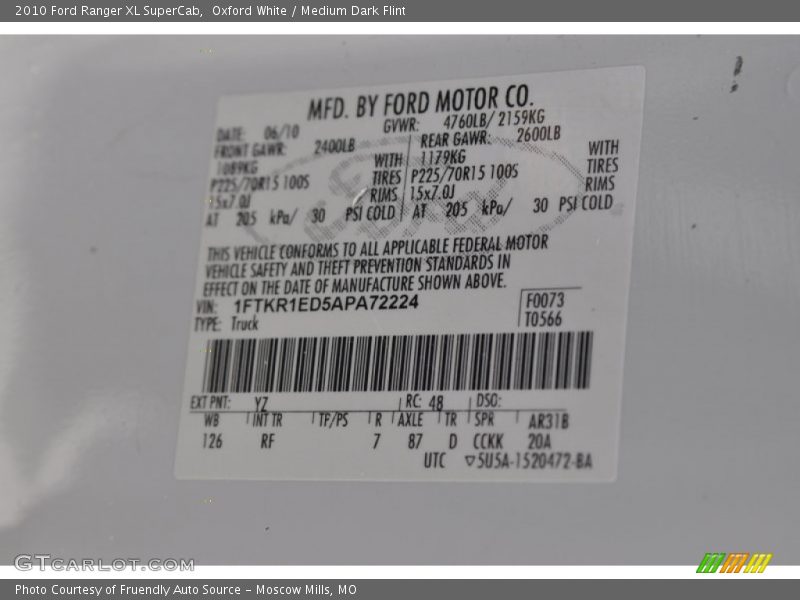 2010 Ford Ranger XL SuperCab,  Oxford White / Medium Dark Flint
MFD. BY FORD MOTOR CO.
DATE: 06/10
GVWR: 4760LB/ 2159KG
FRONT GAWR: 2400LB
REAR GAWR: 2600LB
1089KG WITH
1179KG WITH
P225/70R15 100S TIRES
P225/70R15 100S TIRES
15x7.0J RIMS
15x7.0J RIMS
AT 205 kPa/ 30 PSI COLD
AT 205 kPa/ 30 PSI COLD
THIS VEHICLE CONFORMS TO ALL APPLICABLE FEDERAL MOTOR
VEHICLE SAFETY AND THEFT PREVENTION STANDARDS IN
EFFECT ON THE DATE OF MANUFACTURE SHOWN ABOVE.
VIN: 1FTKR1ED5APA72224
TYPE: Truck
F0073
T0566
EXT PNT: YZ RC: 48 DSO:
WB INT TR TF/PS R AXLE TR SPR AR31B
126 RF 7 87 D CCKK 20A
UTC ▽5U5A-1520472-BA
GTCARLOT.COM
Photo Courtesy of Fruendly Auto Source – Moscow Mills, MO